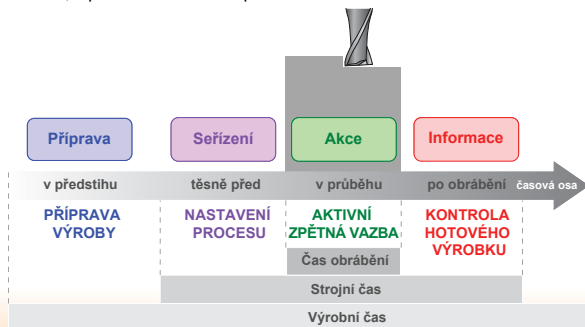 Příprava
Seřízení
Akce
Informace
v předstihu
těsně před
v průběhu
po obrábění
časová osa
PŘÍPRAVA
VÝROBY
NASTAVENÍ
PROCESU
AKTIVNÍ
ZPĚTNÁ VAZBA
KONTROLA
HOTOVÉHO
VÝROBKU
Čas obrábění
Strojní čas
Výrobní čas